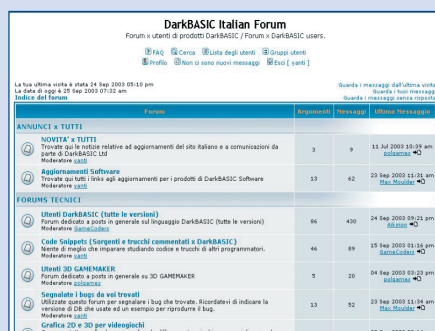 DarkBASIC Italian Forum
Forum x utenti di prodotti DarkBASIC / Forum x DarkBASIC users.
FAQ Cerca Lista degli utenti Gruppi utenti
Profilo Non ci sono nuovi messaggi Esci [ yanti ]
La tua ultima visita è stata 24 Sep 2003 05:10 pm
La data di oggi è 25 Sep 2003 07:32 am
Indice del forum
Guarda i messaggi dall'ultima visita
Guarda i tuoi messaggi
Guarda i messaggi senza risposta
Forum Argomenti Messaggi Ultimo Messaggio
ANNUNCI x TUTTI
NOVITA' x TUTTI
Trovate qui le notizie relative ad aggiornamenti del sito italiano e a comunicazioni da
parte di DarkBASIC Ltd
Moderatore yanti
3 9 11 Jul 2003 10:39 am
polgames
Aggiornamenti Software
Trovate qui tutti i links agli aggiornamenti per i prodotti di DarkBASIC Software
Moderatore yanti
13 62 23 Sep 2003 11:31 am
Max Moulder
FORUMS TECNICI
Utenti DarkBASIC (tutte le versioni)
Forum dedicato a posts in generale sul linguaggio DarkBASIC (tutte le versioni)
Moderatore GameCoders
86 430 24 Sep 2003 09:21 pm
Code Snippets (Sorgenti e trucchi commentati x DarkBASIC)
Niente di meglio che imparare studiando codice e trucchi di altri programmatori.
Moderatore yanti
46 89 15 Sep 2003 01:16 pm
GameCoders
Utenti 3D GAMEMAKER
Forum dedicato a posts in generale su 3D GAMEMAKER
Moderatore polgames
5 20 04 Sep 2003 03:23 pm
polgames
Segnalate i bugs da voi trovati
Utilizzate questo forum per segnalare i bug che trovate. Ricordatevi di indicare la
versione di DB che usate ed un esempio per riprodurre il bug.
Moderatore yanti
13 52 23 Sep 2003 11:34 am
Max Moulder
Grafica 2D e 3D per videogiochi